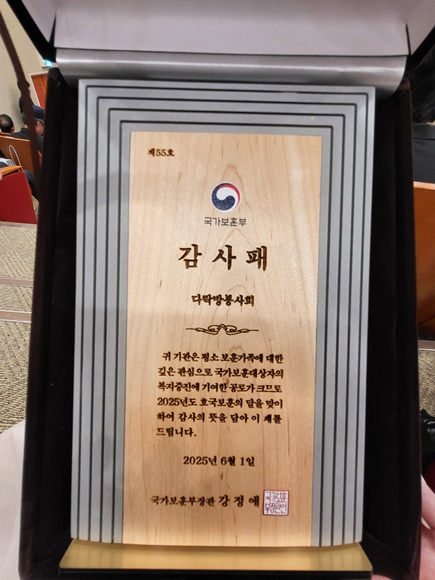 제55호
국가보훈부
감사패
다락방봉사회
귀 기관은 평소 보훈가족에 대한
깊은 관심으로 국가보훈대상자의
복지증진에 기여한 공로가 크므로
2025년도 호국보훈의 달을 맞이
하여 감사의 뜻을 담아 이 패를
드립니다.
2025년 6월 1일
국가보훈부장관 강정애